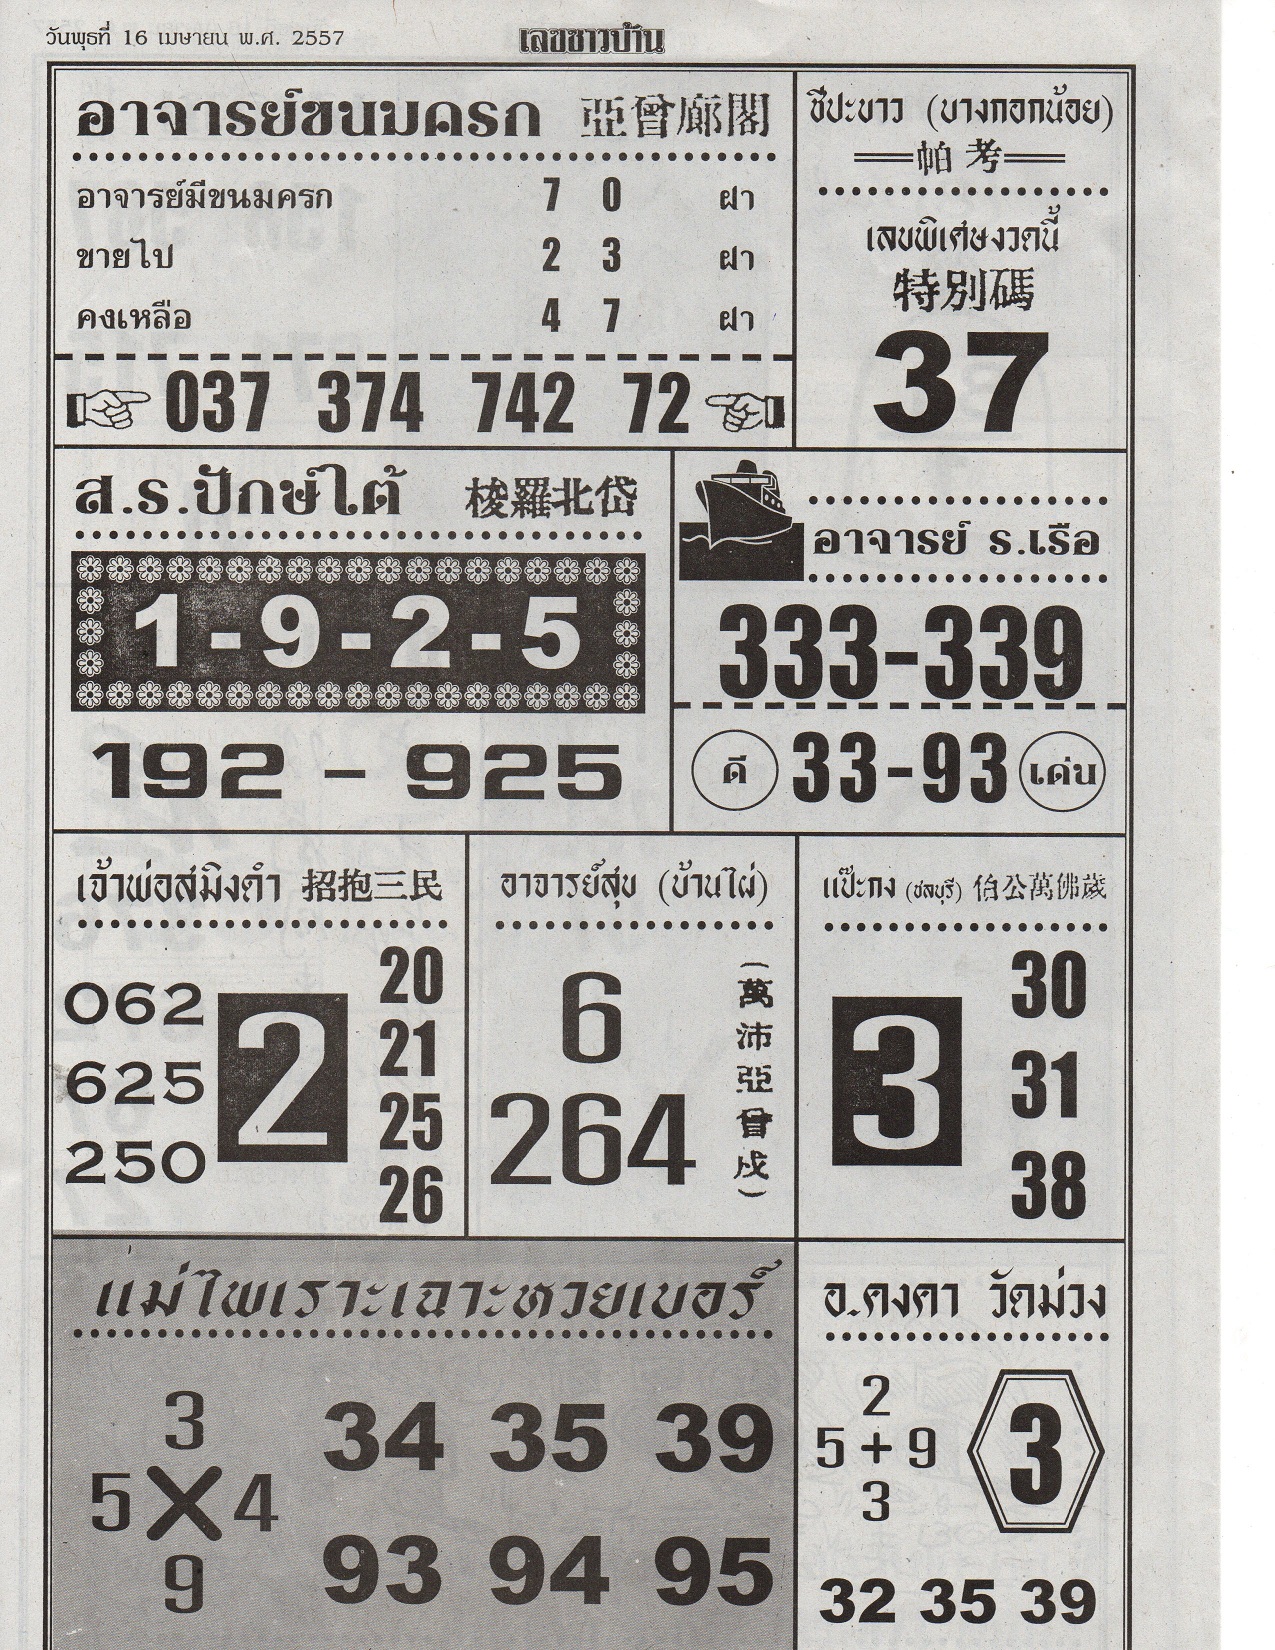 วันพุธที่ 16 เมษายน พ.ศ. 2557
เลขชาวบ้าน
อาจารย์ขนมครก 亞曾廊閣
อาจารย์มีขนมครก 7 0 ฝา
ขายไป 2 3 ฝา
คงเหลือ 4 7 ฝา
037 374 742 72
ชีปะขาว (บางกอกน้อย)
帕考
เลขพิเศษงวดนี้
特別碼
37
ส.ร.ปักษ์ใต้ 梭羅北岱
1-9-2-5
192 - 925
อาจารย์ ร.เรือ
333-339
ดี 33-93 เด่น
เจ้าพ่อสมิงดำ 招抱三民
062
625
250
2
20
21
25
26
อาจารย์สุข (บ้านไผ่)
6
264
(萬沛亞曾戍)
แป๊ะกง (ชลบุรี) 伯公萬佛歲
3
30
31
38
แม่ไพเราะเฉาะหวยเบอร์
3
5 X 4
9
34 35 39
93 94 95
อ.คงคา วัดม่วง
2
5 + 9
3
3
32 35 39